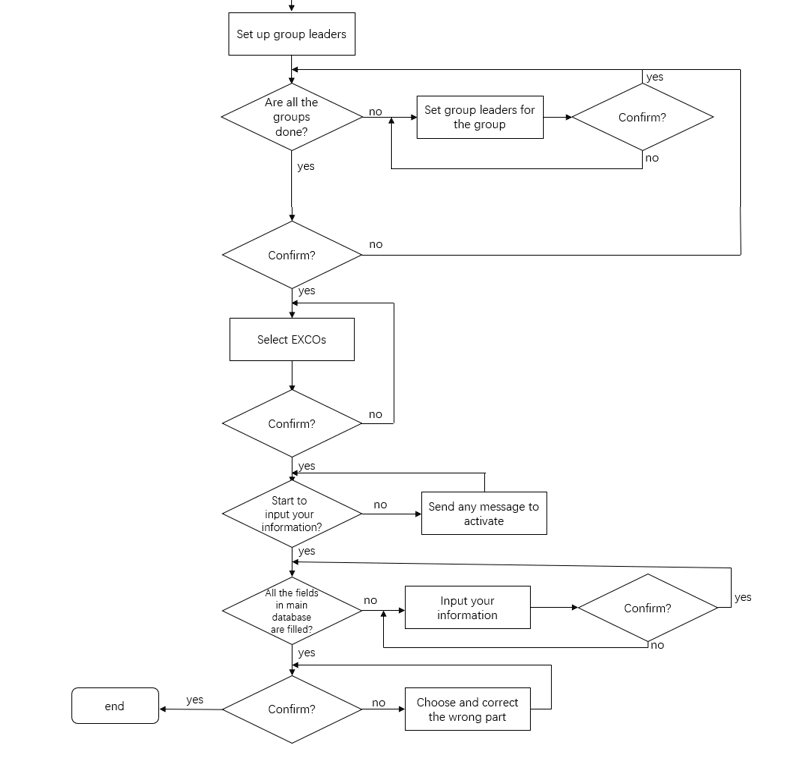 Set up group leaders
yes
Are all the
groups
done?
no
Set group leaders for
the group
Confirm?
no
yes
Confirm?
no
yes
Select EXCOs
Confirm?
no
yes
Start to
input your
information?
no
Send any message to
activate
yes
All the fields
in main
database
are filled?
no
Input your
information
Confirm?
yes
no
yes
end
yes
Confirm?
no
Choose and correct
the wrong part